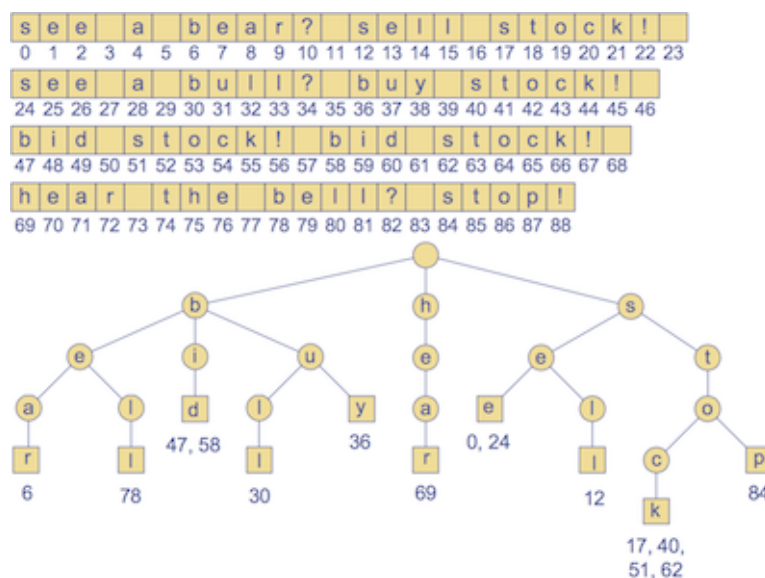 see a bear? sell stock!
0 1 2 3 4 5 6 7 8 9 10 11 12 13 14 15 16 17 18 19 20 21 22 23
see a bull? buy stock!
24 25 26 27 28 29 30 31 32 33 34 35 36 37 38 39 40 41 42 43 44 45 46
bid stock! bid stock!
47 48 49 50 51 52 53 54 55 56 57 58 59 60 61 62 63 64 65 66 67 68
hear the bell? stop!
69 70 71 72 73 74 75 76 77 78 79 80 81 82 83 84 85 86 87 88
b h s
e i u e e t
a l d l y a e l o
47, 58 36 0, 24
r l l r l c p
6 78 30 69 12 84
k
17, 40,
51, 62